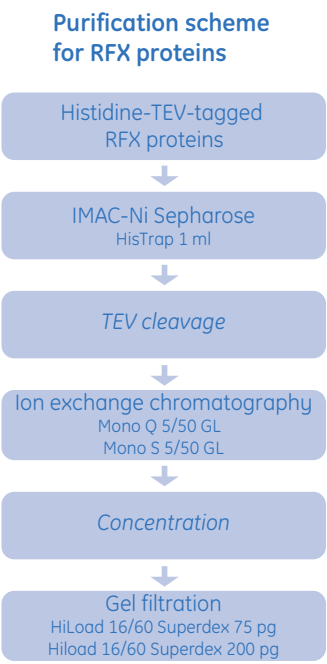 Purification scheme
for RFX proteins
Histidine-TEV-tagged
RFX proteins
IMAC-Ni Sepharose
HisTrap 1 ml
TEV cleavage
Ion exchange chromatography
Mono Q 5/50 GL
Mono S 5/50 GL
Concentration
Gel filtration
HiLoad 16/60 Superdex 75 pg
Hiload 16/60 Superdex 200 pg